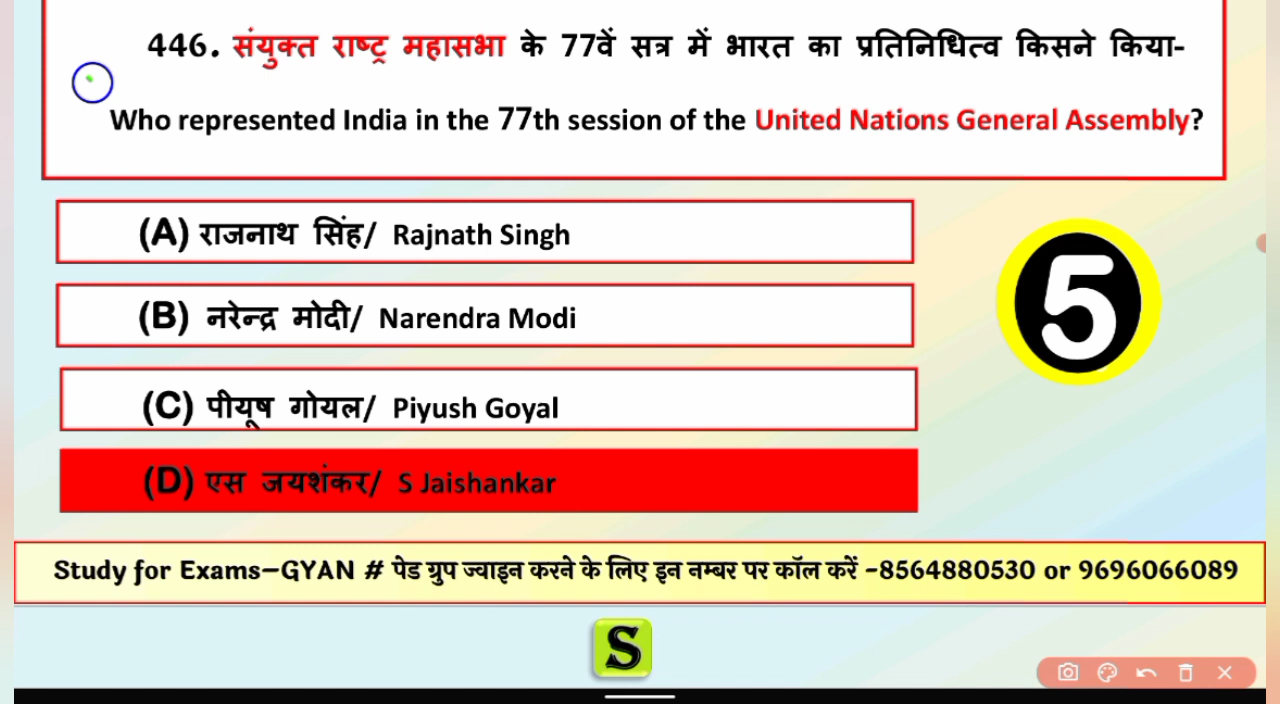 446. संयुक्त राष्ट्र महासभा के 77वें सत्र में भारत का प्रतिनिधित्व किसने किया-
Who represented India in the 77th session of the United Nations General Assembly?
(A) राजनाथ सिंह/ Rajnath Singh
(B) नरेन्द्र मोदी/ Narendra Modi
5
(C) पीयूष गोयल/ Piyush Goyal
(D) एस जयशंकर/ S Jaishankar
Study for Exams-GYAN # पेड ग्रुप ज्वाइन करने के लिए इन नम्बर पर कॉल करें -8564880530 or 9696066089
S